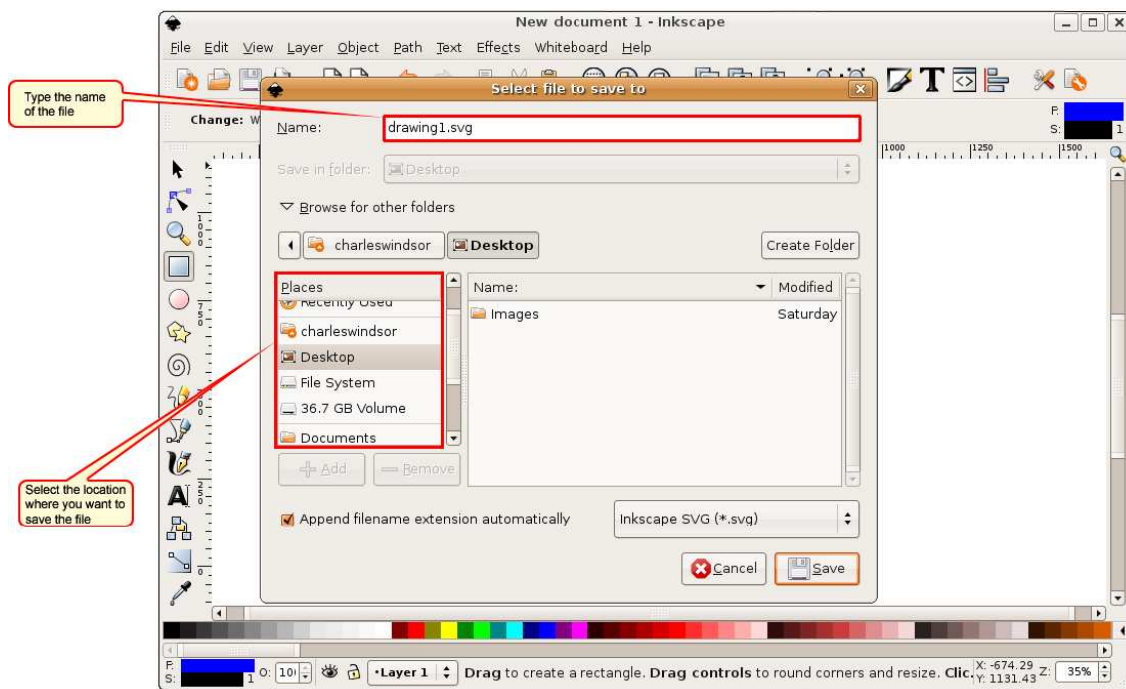 New document 1 - Inkscape
File Edit View Layer Object Path Text Effects Whiteboard Help
Select file to save to
Type the name
of the file
Change: W
Name: drawing1.svg
F:
S: 1
Save in folder: Desktop
1000 1250 1500
Browse for other folders
charleswindsor Desktop Create Folder
Places Name: Modified
Recently Used
Images Saturday
charleswindsor
Desktop
File System
36.7 GB Volume
Documents
Add Remove
Select the location
where you want to
save the file
Append filename extension automatically Inkscape SVG (*.svg)
Cancel Save
F:
S: 1 O: 10 •Layer 1 Drag to create a rectangle. Drag controls to round corners and resize. Clic. X: -674.29 Z: 35%
Y: 1131.43